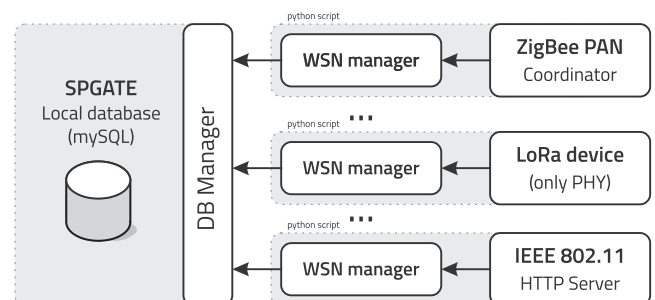 SPGATE
Local database
(mySQL)
DB Manager
python script
WSN manager
ZigBee PAN
Coordinator
...
python script
WSN manager
LoRa device
(only PHY)
...
python script
WSN manager
IEEE 802.11
HTTP Server